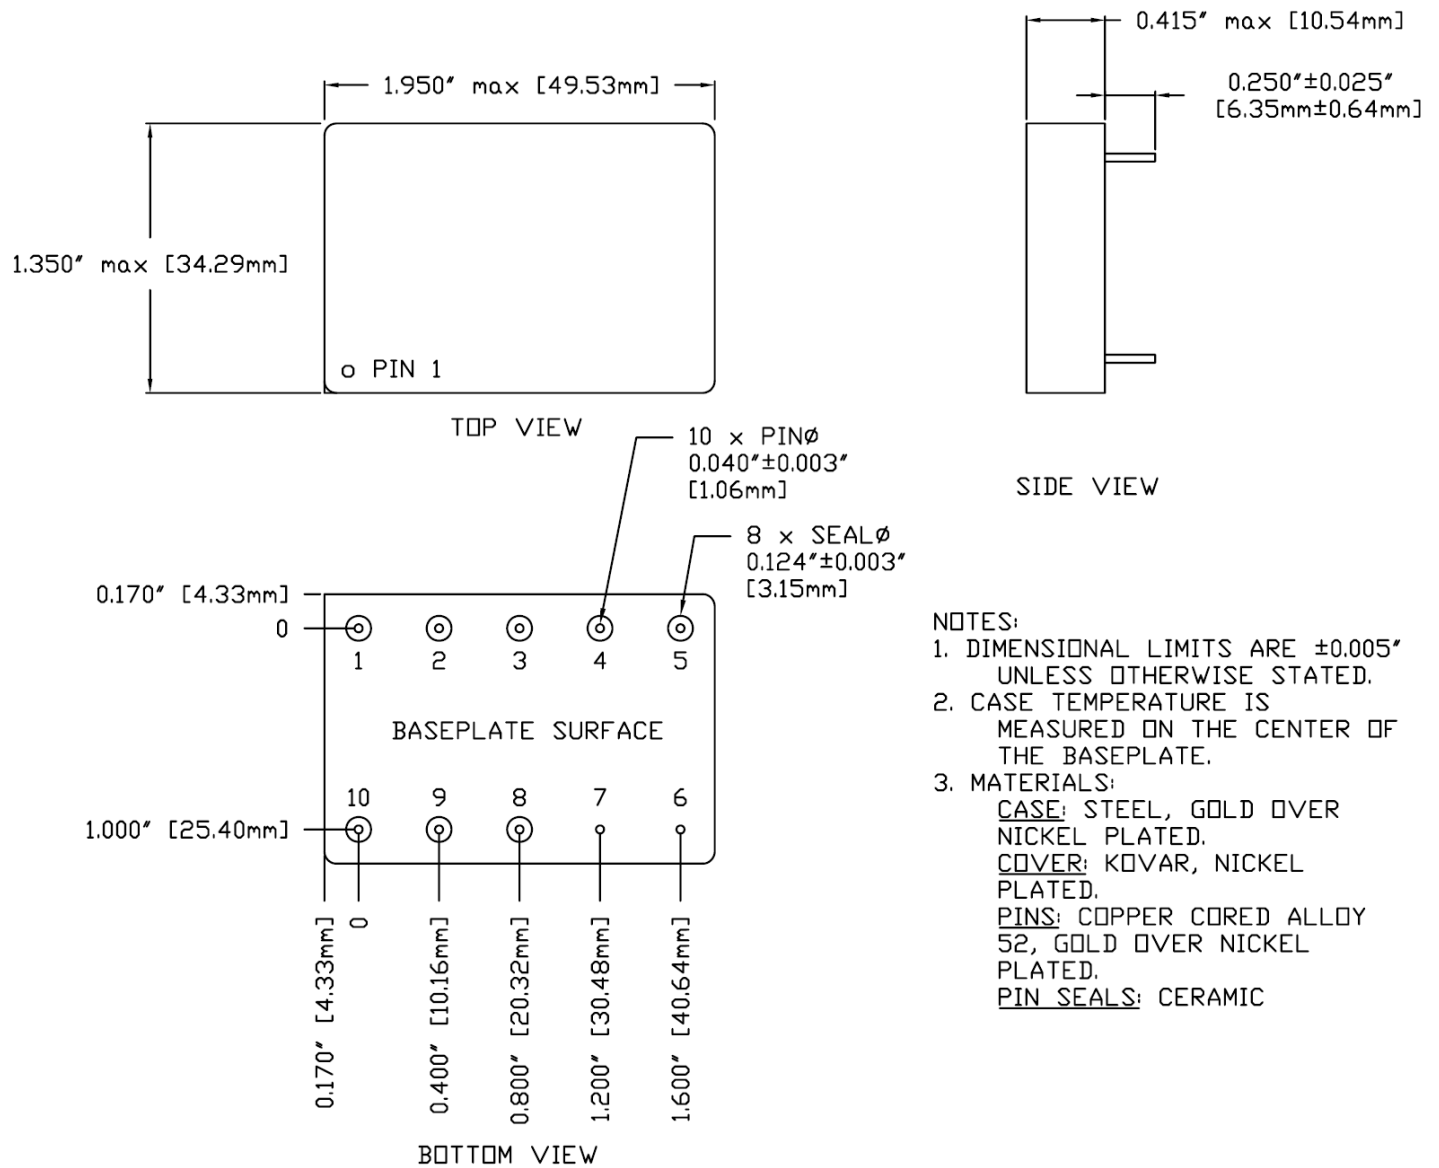 0.415″ max [10.54mm]
0.250″±0.025″
[6.35mm±0.64mm]
1.950″ max [49.53mm]
1.350″ max [34.29mm]
PIN 1
TOP VIEW
SIDE VIEW
10 x PINø
0.040″±0.003″
[1.06mm]
8 x SEALø
0.124″±0.003″
[3.15mm]
0.170″ [4.33mm]
0
1 2 3 4 5
BASEPLATE SURFACE
10 9 8 7 6
1.000″ [25.40mm]
0.170″ [4.33mm]
0
0.400″ [10.16mm]
0.800″ [20.32mm]
1.200″ [30.48mm]
1.600″ [40.64mm]
BOTTOM VIEW
NOTES:
1. DIMENSIONAL LIMITS ARE ±0.005″
UNLESS OTHERWISE STATED.
2. CASE TEMPERATURE IS
MEASURED ON THE CENTER OF
THE BASEPLATE.
3. MATERIALS:
CASE: STEEL, GOLD OVER
NICKEL PLATED.
COVER: KOVAR, NICKEL
PLATED.
PINS: COPPER CORED ALLOY
52, GOLD OVER NICKEL
PLATED.
PIN SEALS: CERAMIC